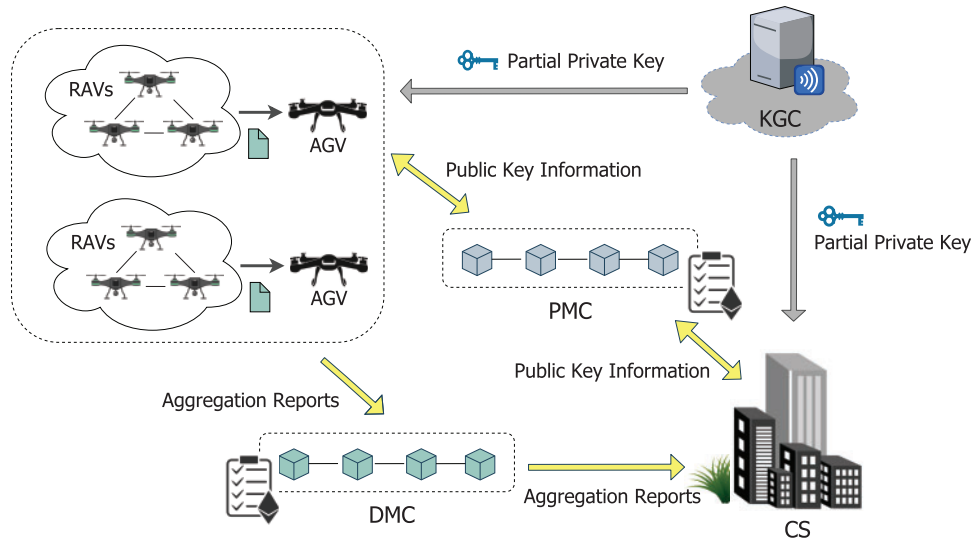 RAVs
AGV
Partial Private Key
KGC
Public Key Information
Partial Private Key
RAVs
AGV
PMC
Public Key Information
Aggregation Reports
DMC
Aggregation Reports
CS